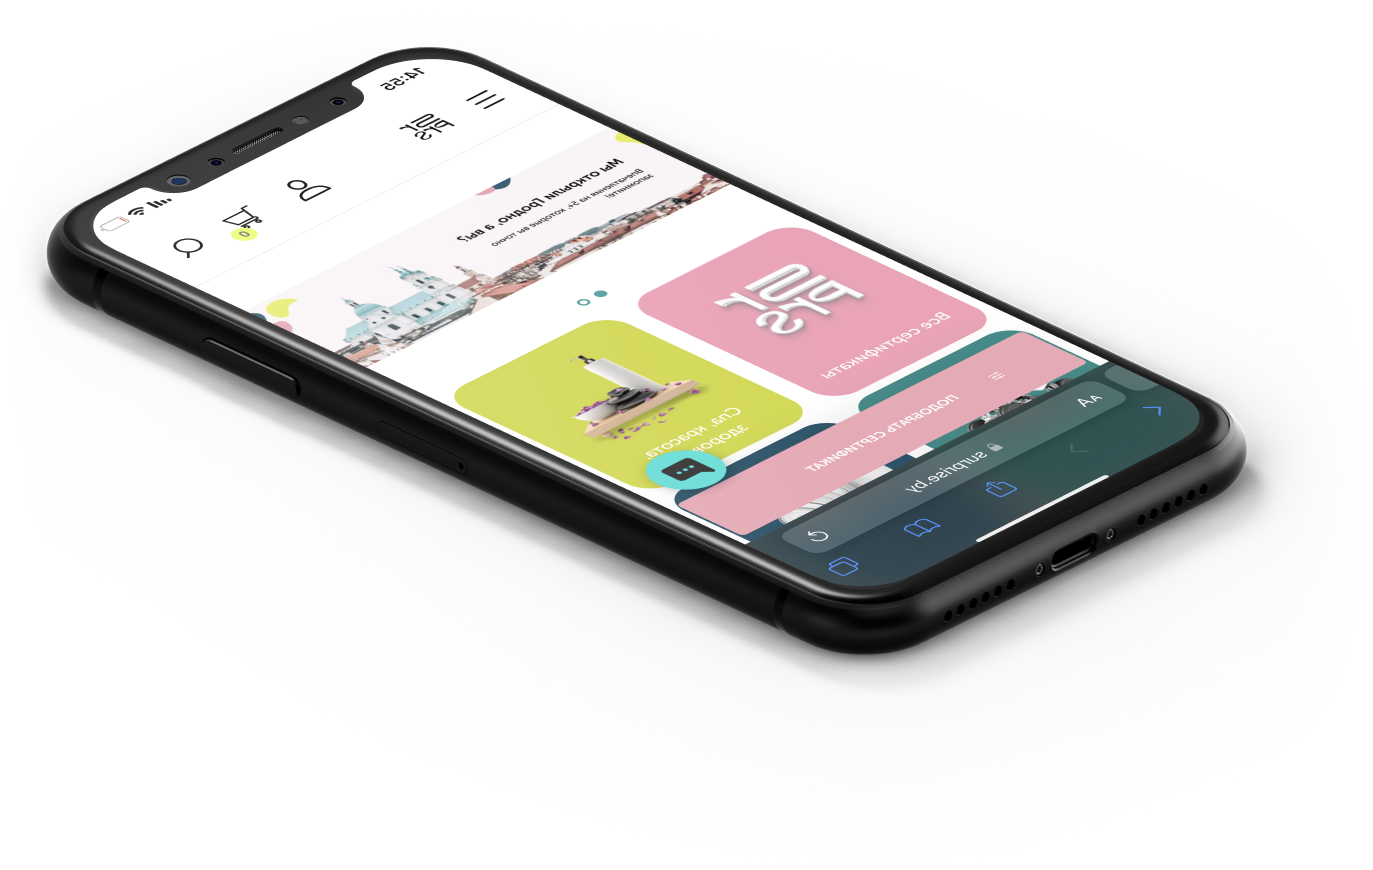 14:55
0
Мы открыли Гродно, а вы?
Впечатления на 5+, которые вы точно
запомните!
Все сертификаты
Спа, красота,
ПОДОБРАТЬ СЕРТИФИКАТ
AA
surprise.by